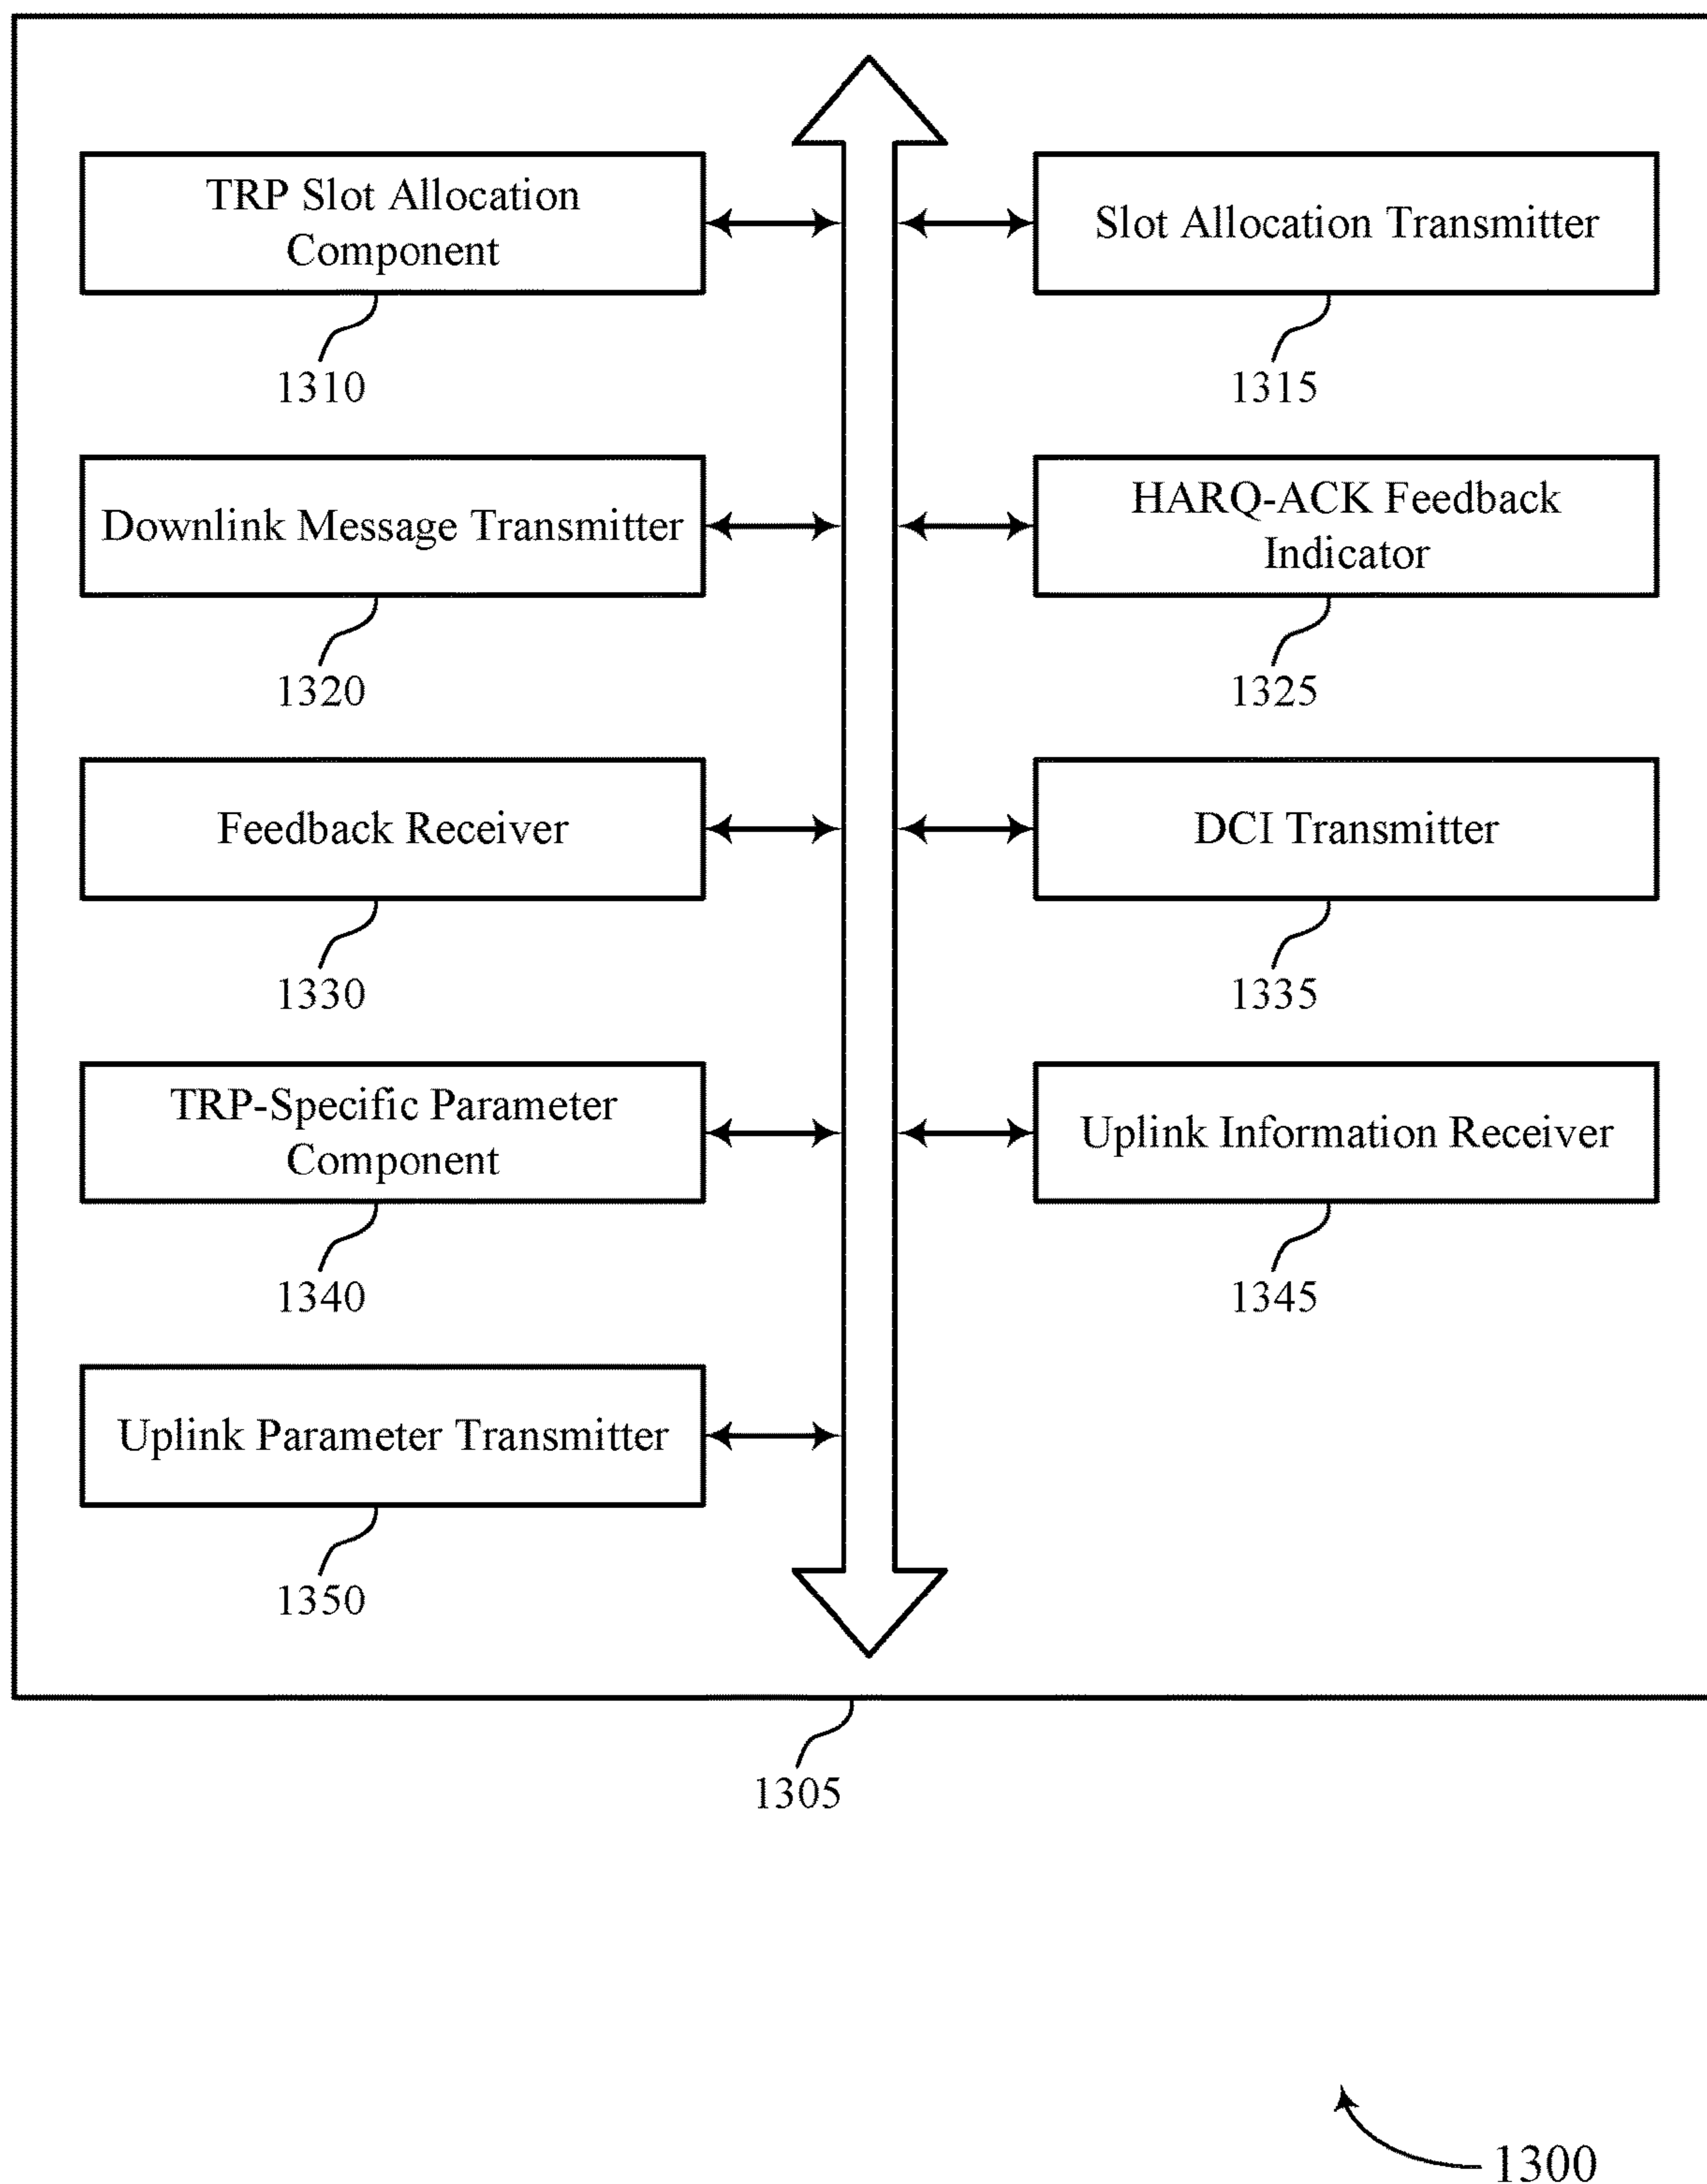 TRP Slot Allocation
Component
1310
Slot Allocation Transmitter
1315
Downlink Message Transmitter
1320
HARQ-ACK Feedback
Indicator
1325
Feedback Receiver
1330
DCI Transmitter
1335
TRP-Specific Parameter
Component
1340
Uplink Information Receiver
1345
Uplink Parameter Transmitter
1350
1305
1300